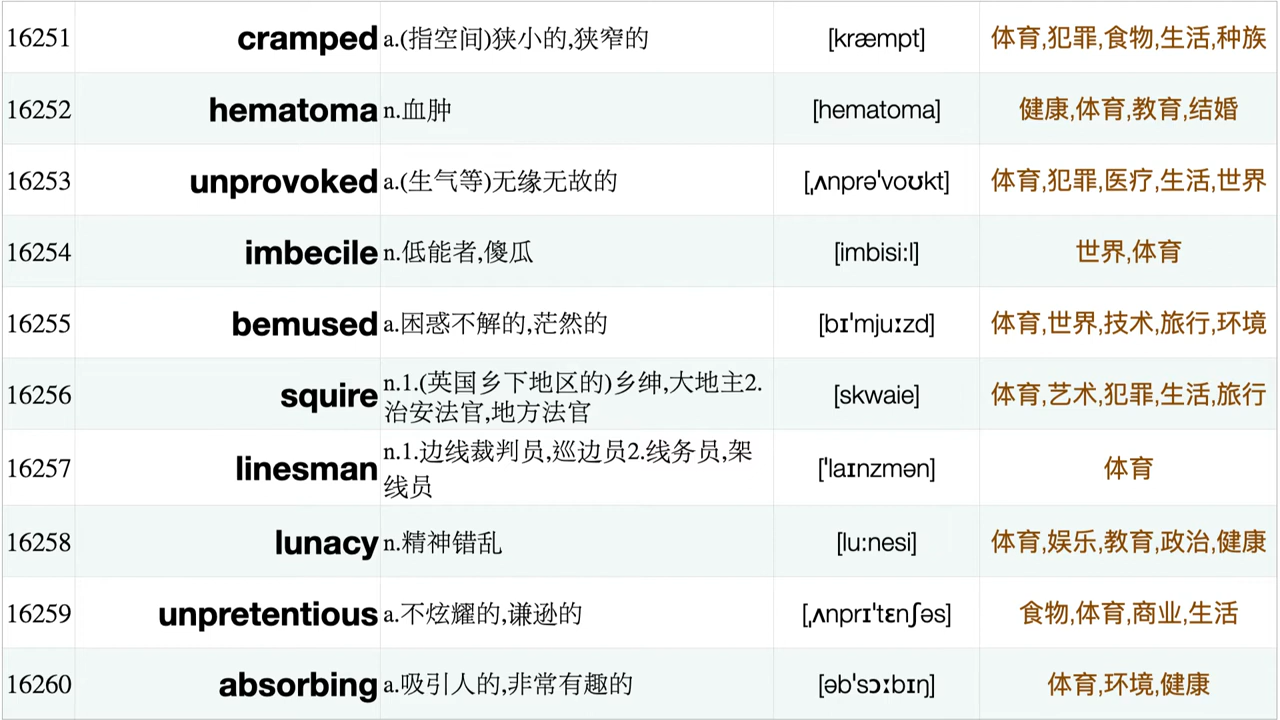 16251 cramped a.(指空间)狭小的,狭窄的 [kræmpt] 体育,犯罪,食物,生活,种族
16252 hematoma n.血肿 [hematoma] 健康,体育,教育,结婚
16253 unprovoked a.(生气等)无缘无故的 [ˌʌnprəˈvoʊkt] 体育,犯罪,医疗,生活,世界
16254 imbecile n.低能者,傻瓜 [imbisi:l] 世界,体育
16255 bemused a.困惑不解的,茫然的 [bɪˈmjuːzd] 体育,世界,技术,旅行,环境
16256 squire n.1.(英国乡下地区的)乡绅,大地主2.
治安法官,地方法官 [skwaie] 体育,艺术,犯罪,生活,旅行
16257 linesman n.1.边线裁判员,巡边员2.线务员,架
线员 [ˈlaɪnzmən] 体育
16258 lunacy n.精神错乱 [lu:nesi] 体育,娱乐,教育,政治,健康
16259 unpretentious a.不炫耀的,谦逊的 [ˌʌnprɪˈtɛnʃəs] 食物,体育,商业,生活
16260 absorbing a.吸引人的,非常有趣的 [əbˈsɔːbɪŋ] 体育,环境,健康